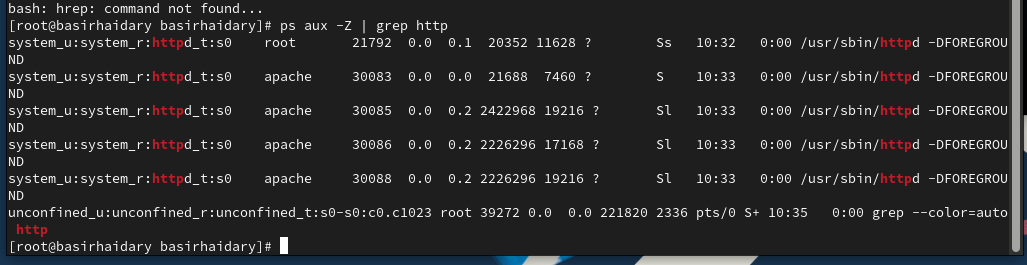 bash: hrep: command not found...
[root@basirhaidary basirhaidary]# ps aux -Z | grep http
system_u:system_r:httpd_t:s0    root       21792  0.0  0.1  20352 11628 ?       Ss   10:32   0:00 /usr/sbin/httpd -DFOREGROU
ND
system_u:system_r:httpd_t:s0    apache     30083  0.0  0.0  21688  7460 ?       S    10:33   0:00 /usr/sbin/httpd -DFOREGROU
ND
system_u:system_r:httpd_t:s0    apache     30085  0.0  0.2 2422968 19216 ?      Sl   10:33   0:00 /usr/sbin/httpd -DFOREGROU
ND
system_u:system_r:httpd_t:s0    apache     30086  0.0  0.2 2226296 17168 ?      Sl   10:33   0:00 /usr/sbin/httpd -DFOREGROU
ND
system_u:system_r:httpd_t:s0    apache     30088  0.0  0.2 2226296 19216 ?      Sl   10:33   0:00 /usr/sbin/httpd -DFOREGROU
ND
unconfined_u:unconfined_r:unconfined_t:s0-s0:c0.c1023 root 39272 0.0  0.0 221820 2336 pts/0 S+ 10:35   0:00 grep --color=auto
 http
[root@basirhaidary basirhaidary]#